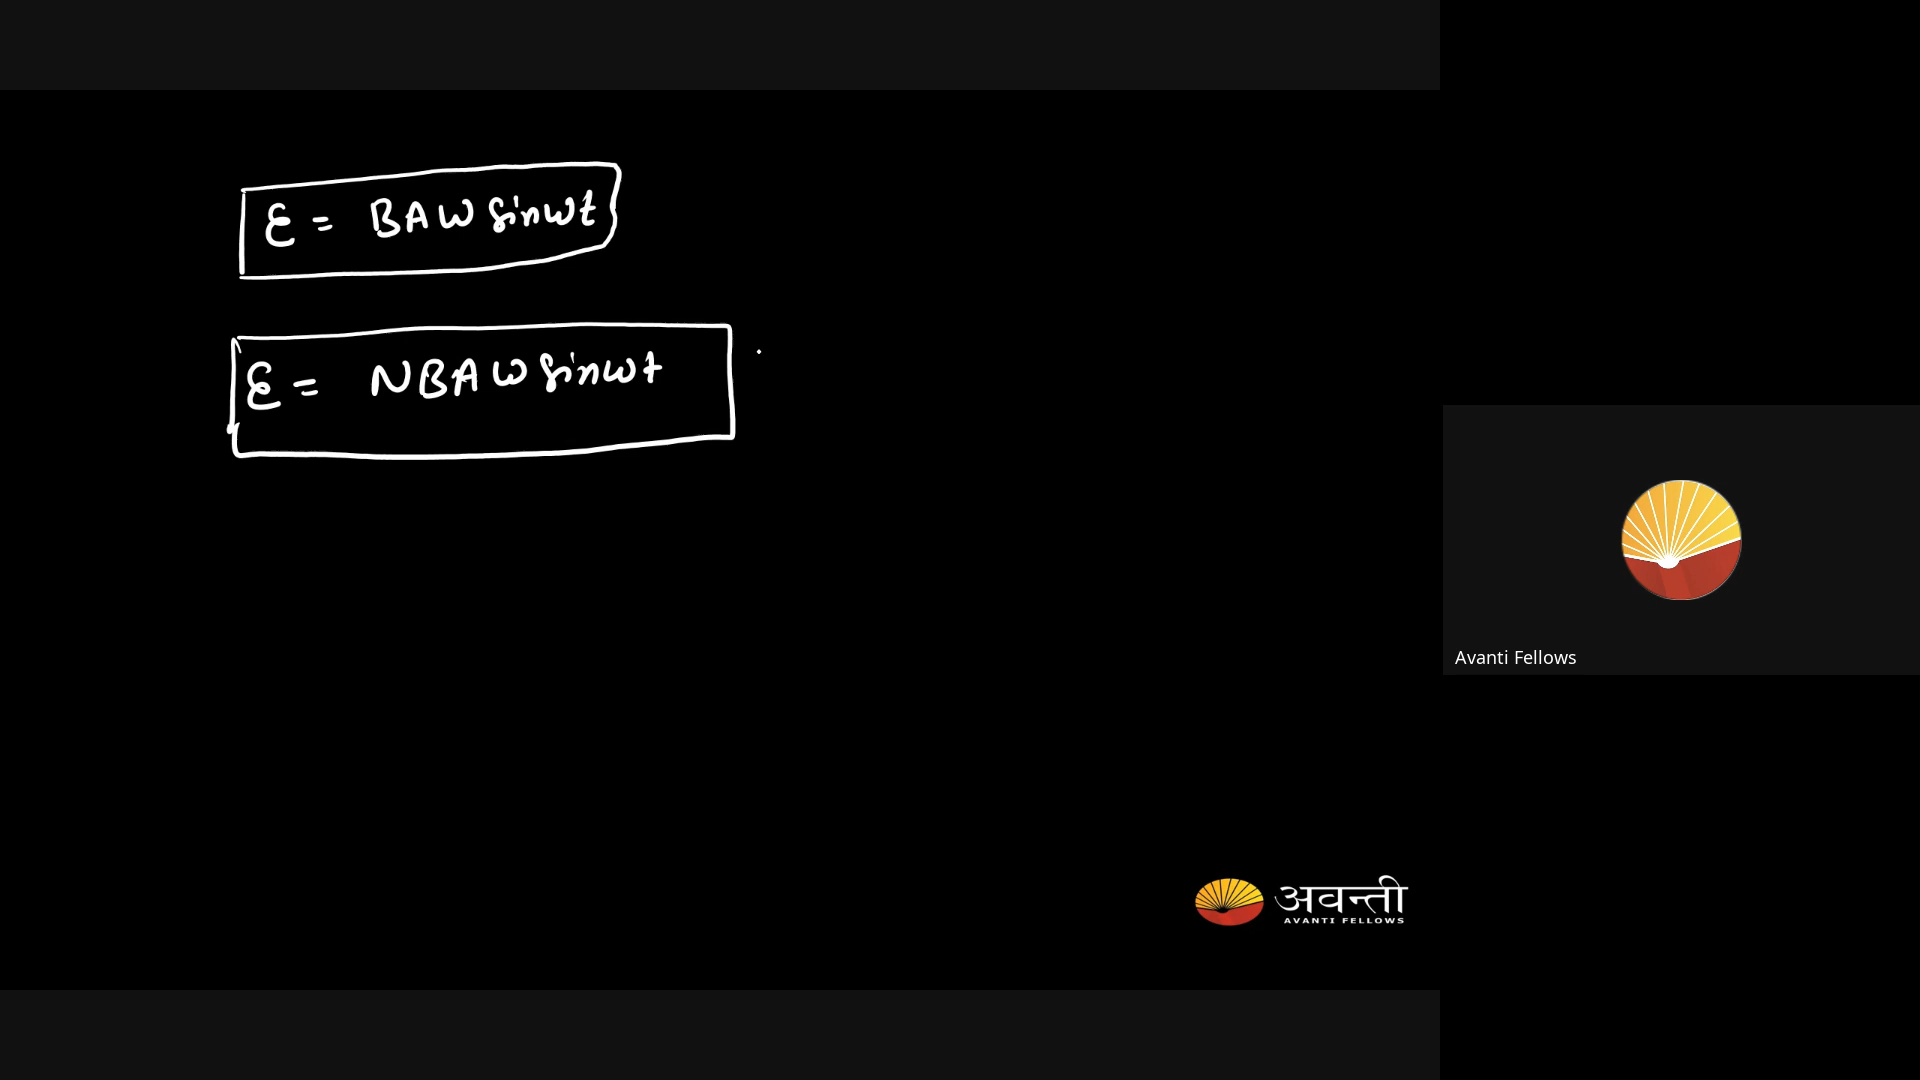 ε = BAω sinωt
ε = NBAω sinωt
Avanti Fellows
अवन्ती
AVANTI FELLOWS